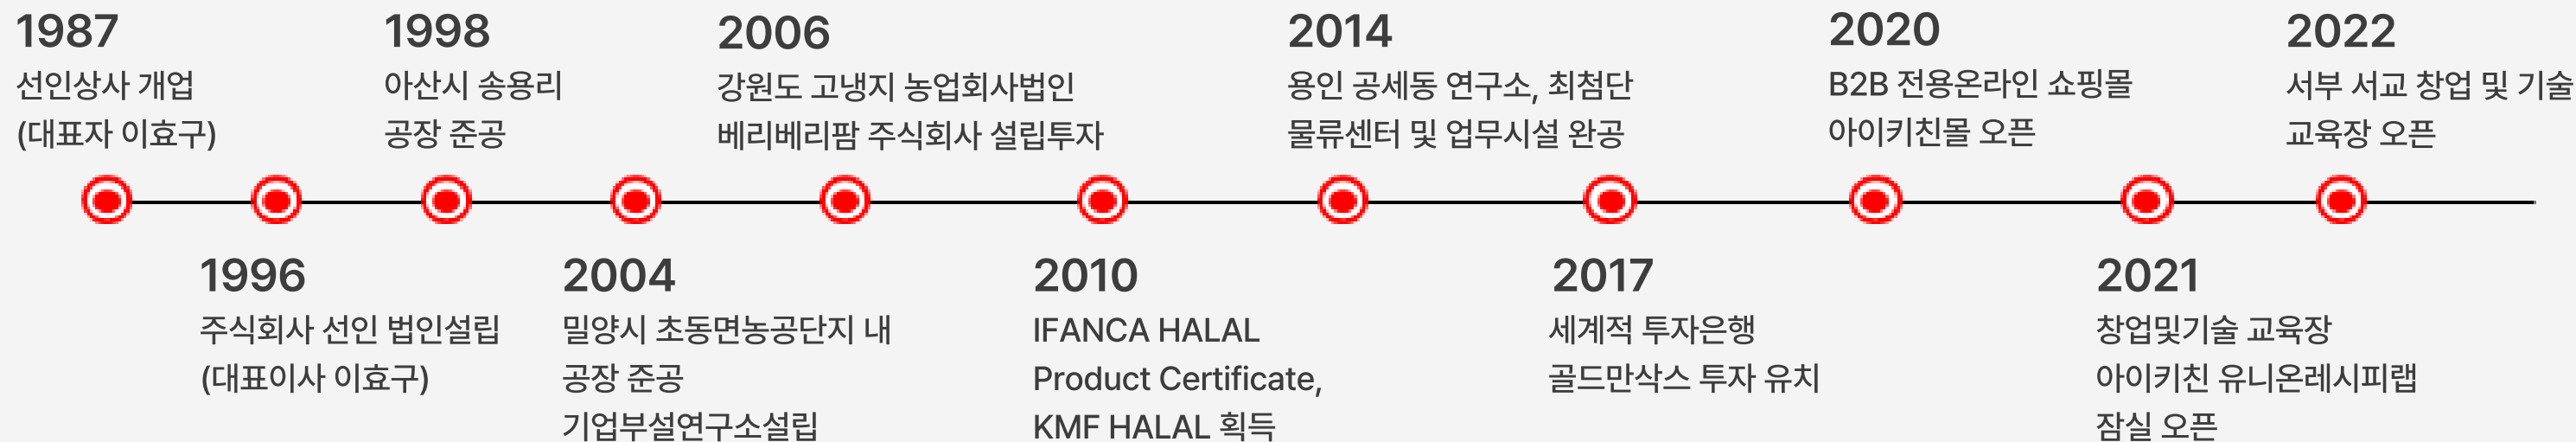 1987
선인상사 개업
(대표자 이효구)
1998
아산시 송용리
공장 준공
2006
강원도 고냉지 농업회사법인
베리베리팜 주식회사 설립투자
2014
용인 공세동 연구소, 최첨단
물류센터 및 업무시설 완공
2020
B2B 전용온라인 쇼핑몰
아이키친몰 오픈
2022
서부 서교 창업 및 기술
교육장 오픈
1996
주식회사 선인 법인설립
(대표이사 이효구)
2004
밀양시 초동면농공단지 내
공장 준공
기업부설연구소설립
2010
IFANCA HALAL
Product Certificate,
KMF HALAL 획득
2017
세계적 투자은행
골드만삭스 투자 유치
2021
창업및기술 교육장
아이키친 유니온레시피랩
잠실 오픈